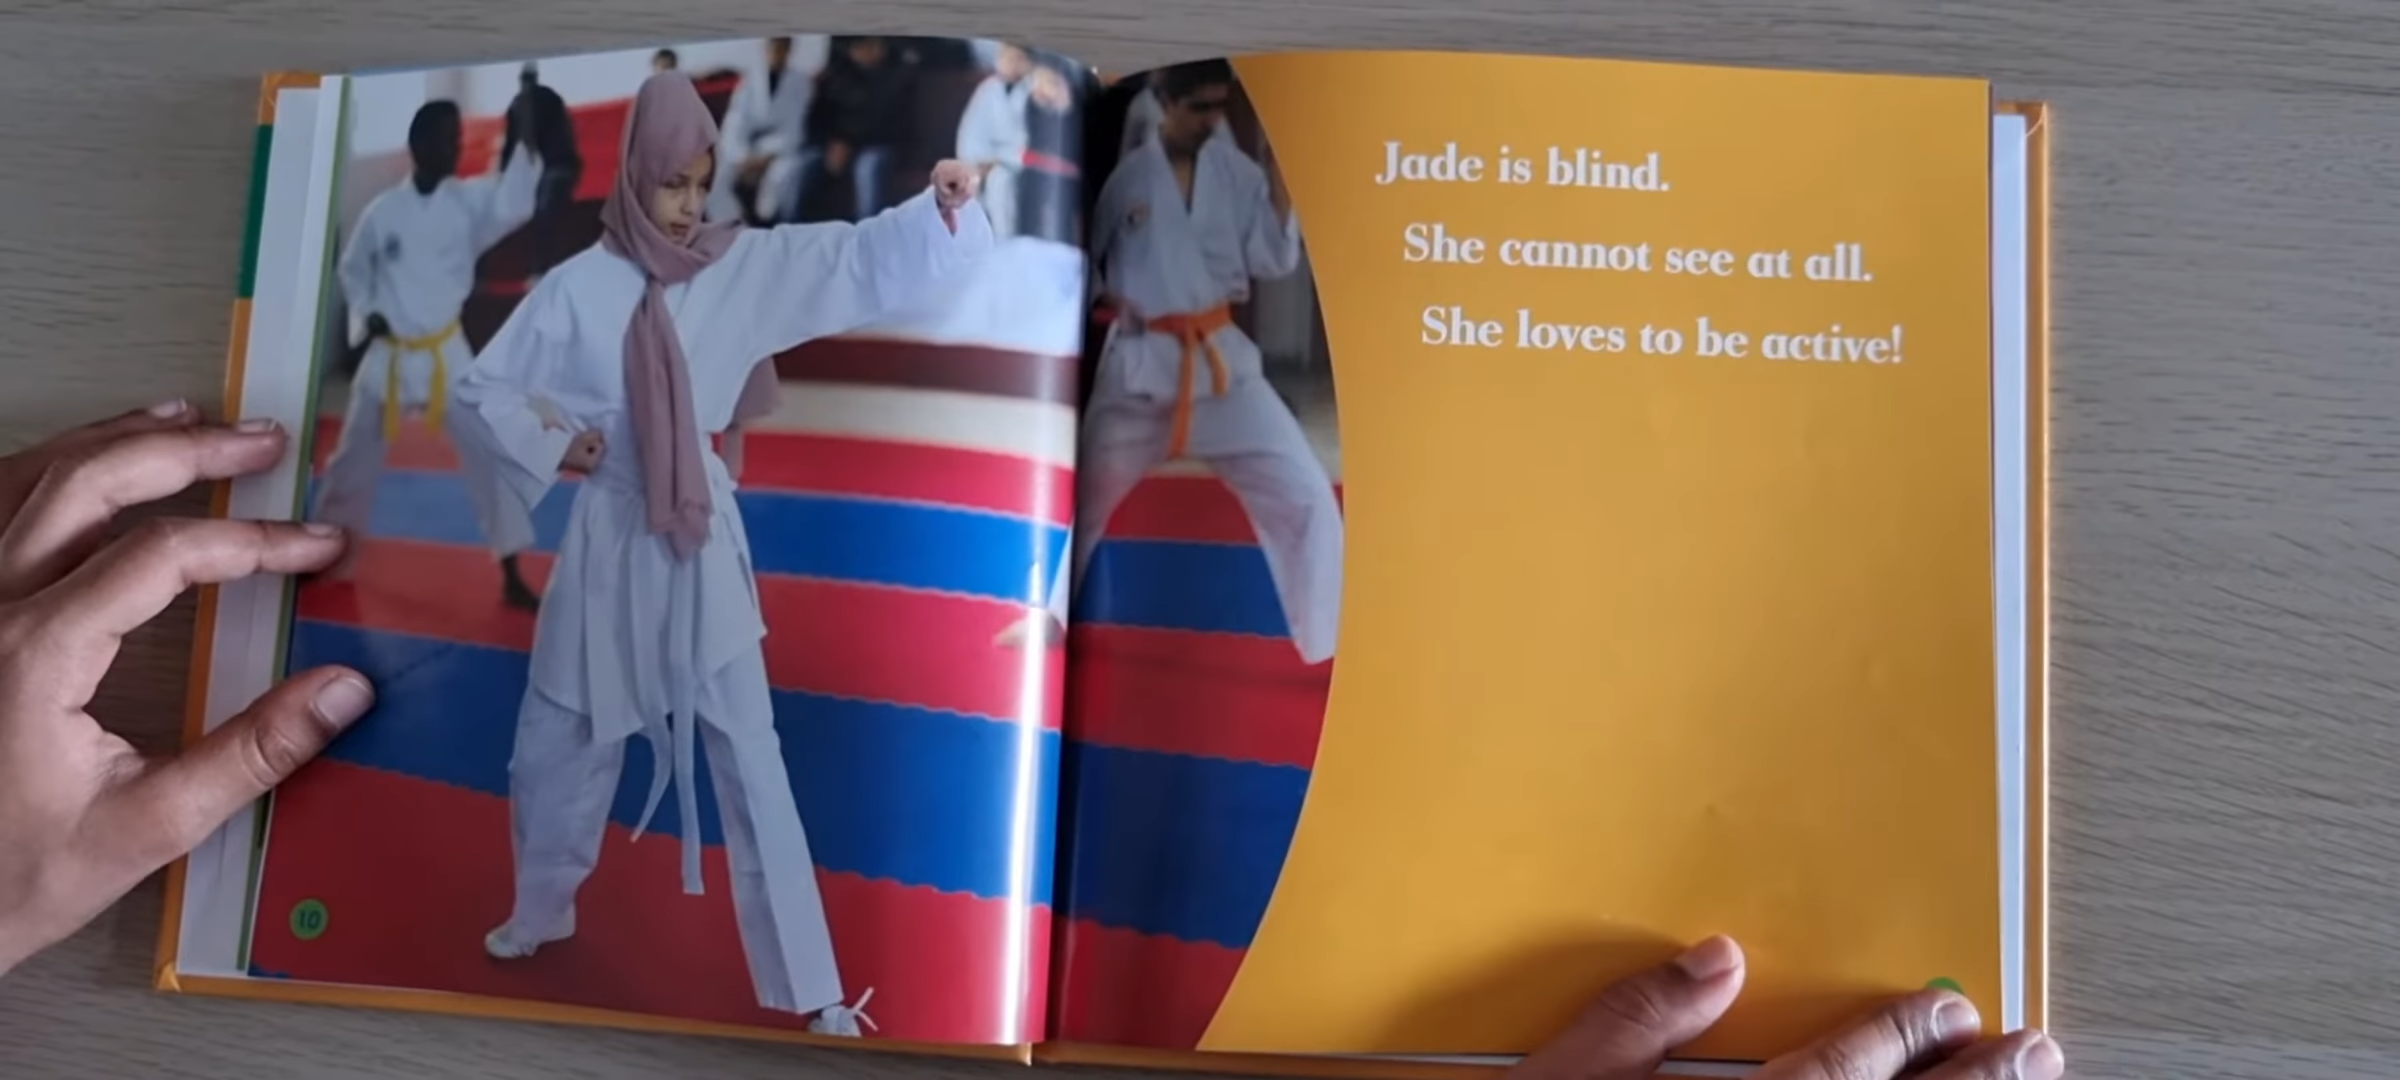 Jade is blind.
She cannot see at all.
She loves to be active!
10